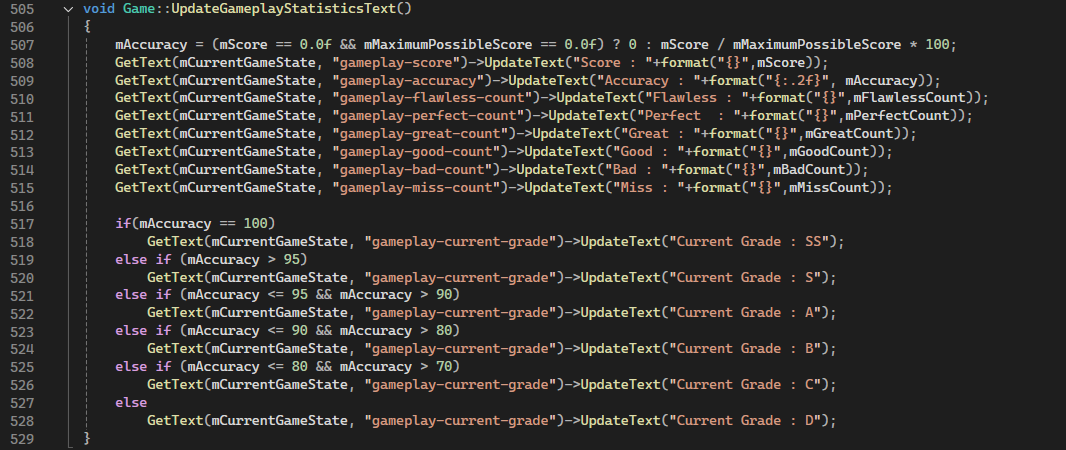 505 void Game::UpdateGameplayStatisticsText()
506 {
507 mAccuracy = (mScore == 0.0f && mMaximumPossibleScore == 0.0f) ? 0 : mScore / mMaximumPossibleScore * 100;
508 GetText(mCurrentGameState, "gameplay-score")->UpdateText("Score : "+format("{}",mScore));
509 GetText(mCurrentGameState, "gameplay-accuracy")->UpdateText("Accuracy : "+format("{:.2f}", mAccuracy));
510 GetText(mCurrentGameState, "gameplay-flawless-count")->UpdateText("Flawless : "+format("{}",mFlawlessCount));
511 GetText(mCurrentGameState, "gameplay-perfect-count")->UpdateText("Perfect  : "+format("{}",mPerfectCount));
512 GetText(mCurrentGameState, "gameplay-great-count")->UpdateText("Great : "+format("{}",mGreatCount));
513 GetText(mCurrentGameState, "gameplay-good-count")->UpdateText("Good : "+format("{}",mGoodCount));
514 GetText(mCurrentGameState, "gameplay-bad-count")->UpdateText("Bad : "+format("{}",mBadCount));
515 GetText(mCurrentGameState, "gameplay-miss-count")->UpdateText("Miss : "+format("{}",mMissCount));
516
517 if(mAccuracy == 100)
518 GetText(mCurrentGameState, "gameplay-current-grade")->UpdateText("Current Grade : SS");
519 else if (mAccuracy > 95)
520 GetText(mCurrentGameState, "gameplay-current-grade")->UpdateText("Current Grade : S");
521 else if (mAccuracy <= 95 && mAccuracy > 90)
522 GetText(mCurrentGameState, "gameplay-current-grade")->UpdateText("Current Grade : A");
523 else if (mAccuracy <= 90 && mAccuracy > 80)
524 GetText(mCurrentGameState, "gameplay-current-grade")->UpdateText("Current Grade : B");
525 else if (mAccuracy <= 80 && mAccuracy > 70)
526 GetText(mCurrentGameState, "gameplay-current-grade")->UpdateText("Current Grade : C");
527 else
528 GetText(mCurrentGameState, "gameplay-current-grade")->UpdateText("Current Grade : D");
529 }